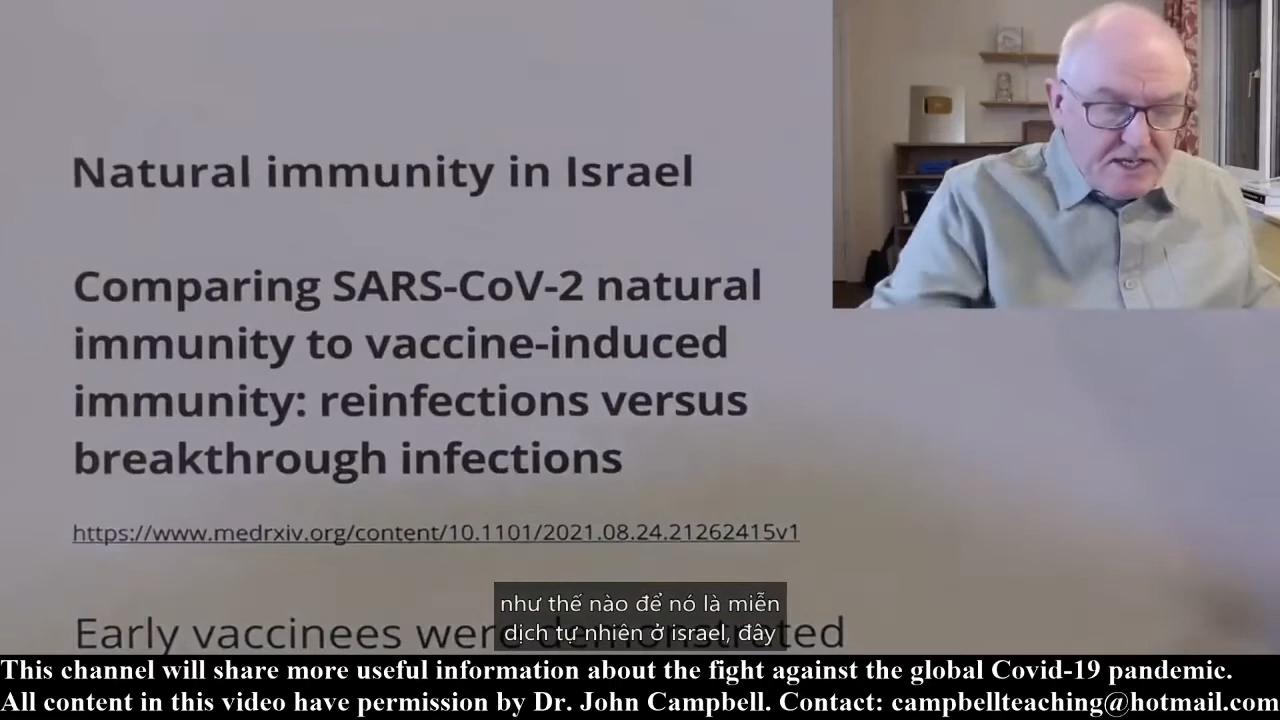 Natural immunity in Israel
Comparing SARS-CoV-2 natural
immunity to vaccine-induced
immunity: reinfections versus
breakthrough infections
https://www.medrxiv.org/content/10.1101/2021.08.24.21262415v1
Early vaccinees were demonstrated
như thế nào để nó là miễn
dịch tự nhiên ở israel, đây
This channel will share more useful information about the fight against the global Covid-19 pandemic.
All content in this video have permission by Dr. John Campbell. Contact: campbellteaching@hotmail.com